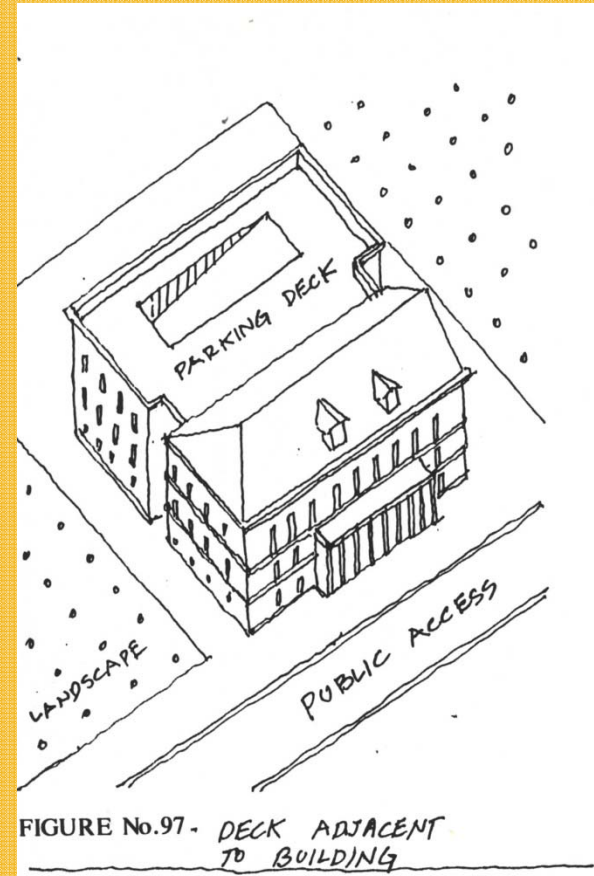 PARKING DECK
LANDSCAPE
PUBLIC ACCESS
FIGURE No.97- DECK ADJACENT
TO BUILDING